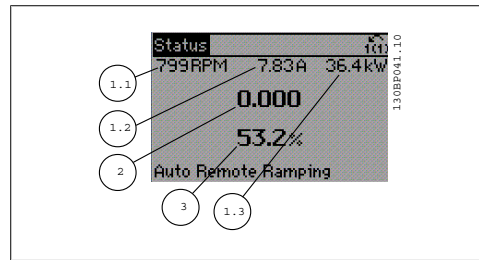 Status 1(1)
799RPM 7.83A 36.4kW
0.000
53.2%
Auto Remote Ramping
1.1
1.2
2
3
1.3
130BP041.10